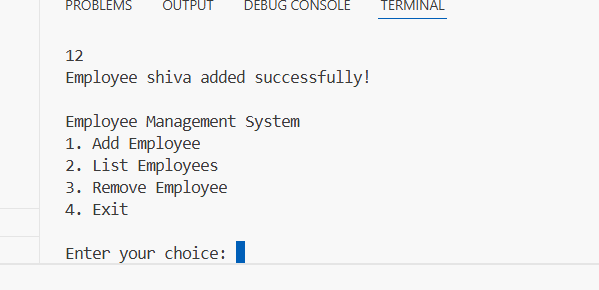 PROBLEMS OUTPUT DEBUG CONSOLE TERMINAL
12
Employee shiva added successfully!
Employee Management System
1. Add Employee
2. List Employees
3. Remove Employee
4. Exit
Enter your choice: